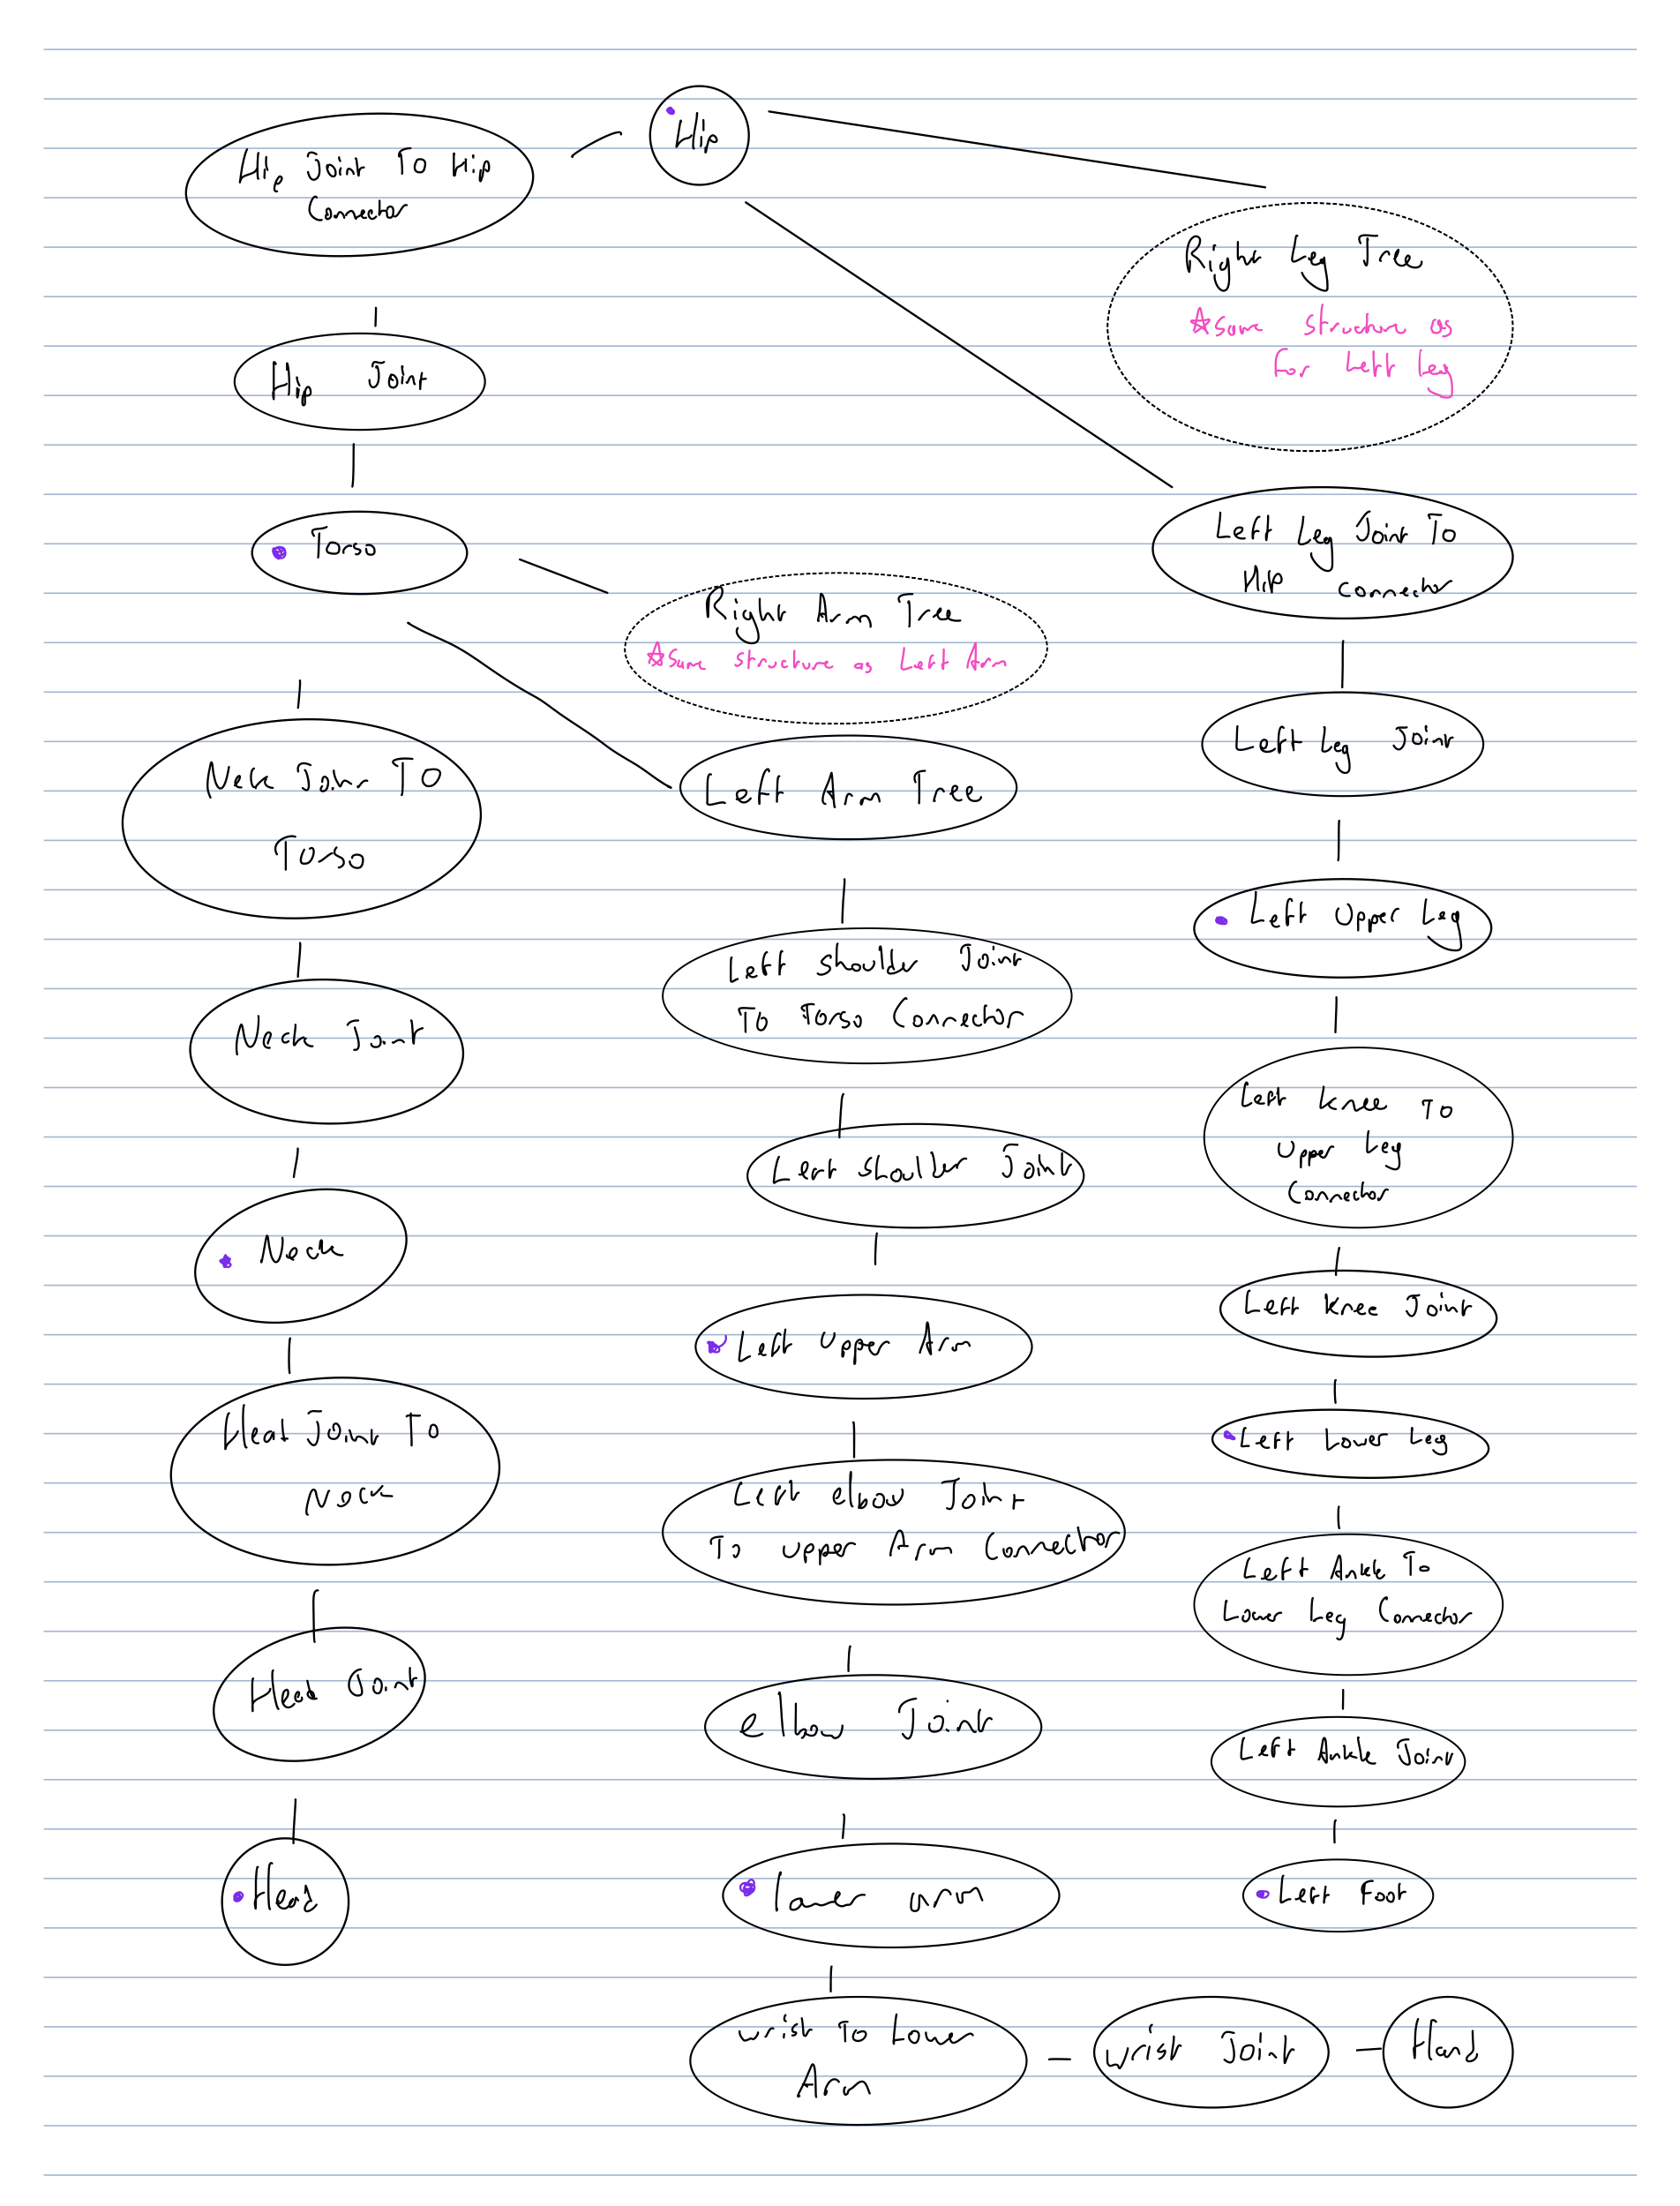 Hip
Hip Joint To Hip
Connector
Right Leg Tree
☆Same structure as
for Left leg
Hip Joint
Torso
Left Leg Joint To
Hip connector
Right Arm Tree
☆Same structure as Left Arm
Left Leg Joint
Neck Joint TO
Torso
Left Arm Tree
Left Upper Leg
Left shoulder Joint
To Torso Connector
Neck Joint
Left knee To
Upper Leg
Connector
Left shoulder Joint
Neck
Left knee Joint
Left Upper Arm
Head Joint To
Neck
Left Lower Leg
Left elbow Joint
To upper Arm Connector
Left Ankle To
Lower Leg Connector
Head Joint
elbow Joint
Left Ankle Joint
Head
lower arm
Left Foot
wrist To Lower
Arm
wrist Joint
Hand